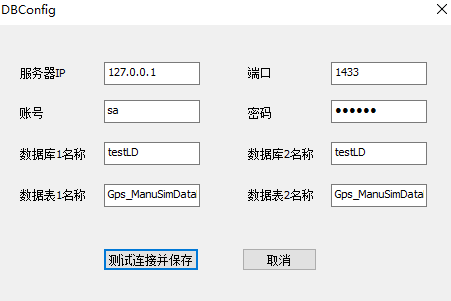 DBConfig
服务器IP 127.0.0.1 端口 1433
账号 sa 密码 ●●●●●●
数据库1名称 testLD 数据库2名称 testLD
数据表1名称 Gps_ManuSimData 数据表2名称 Gps_ManuSimData
测试连接并保存 取消